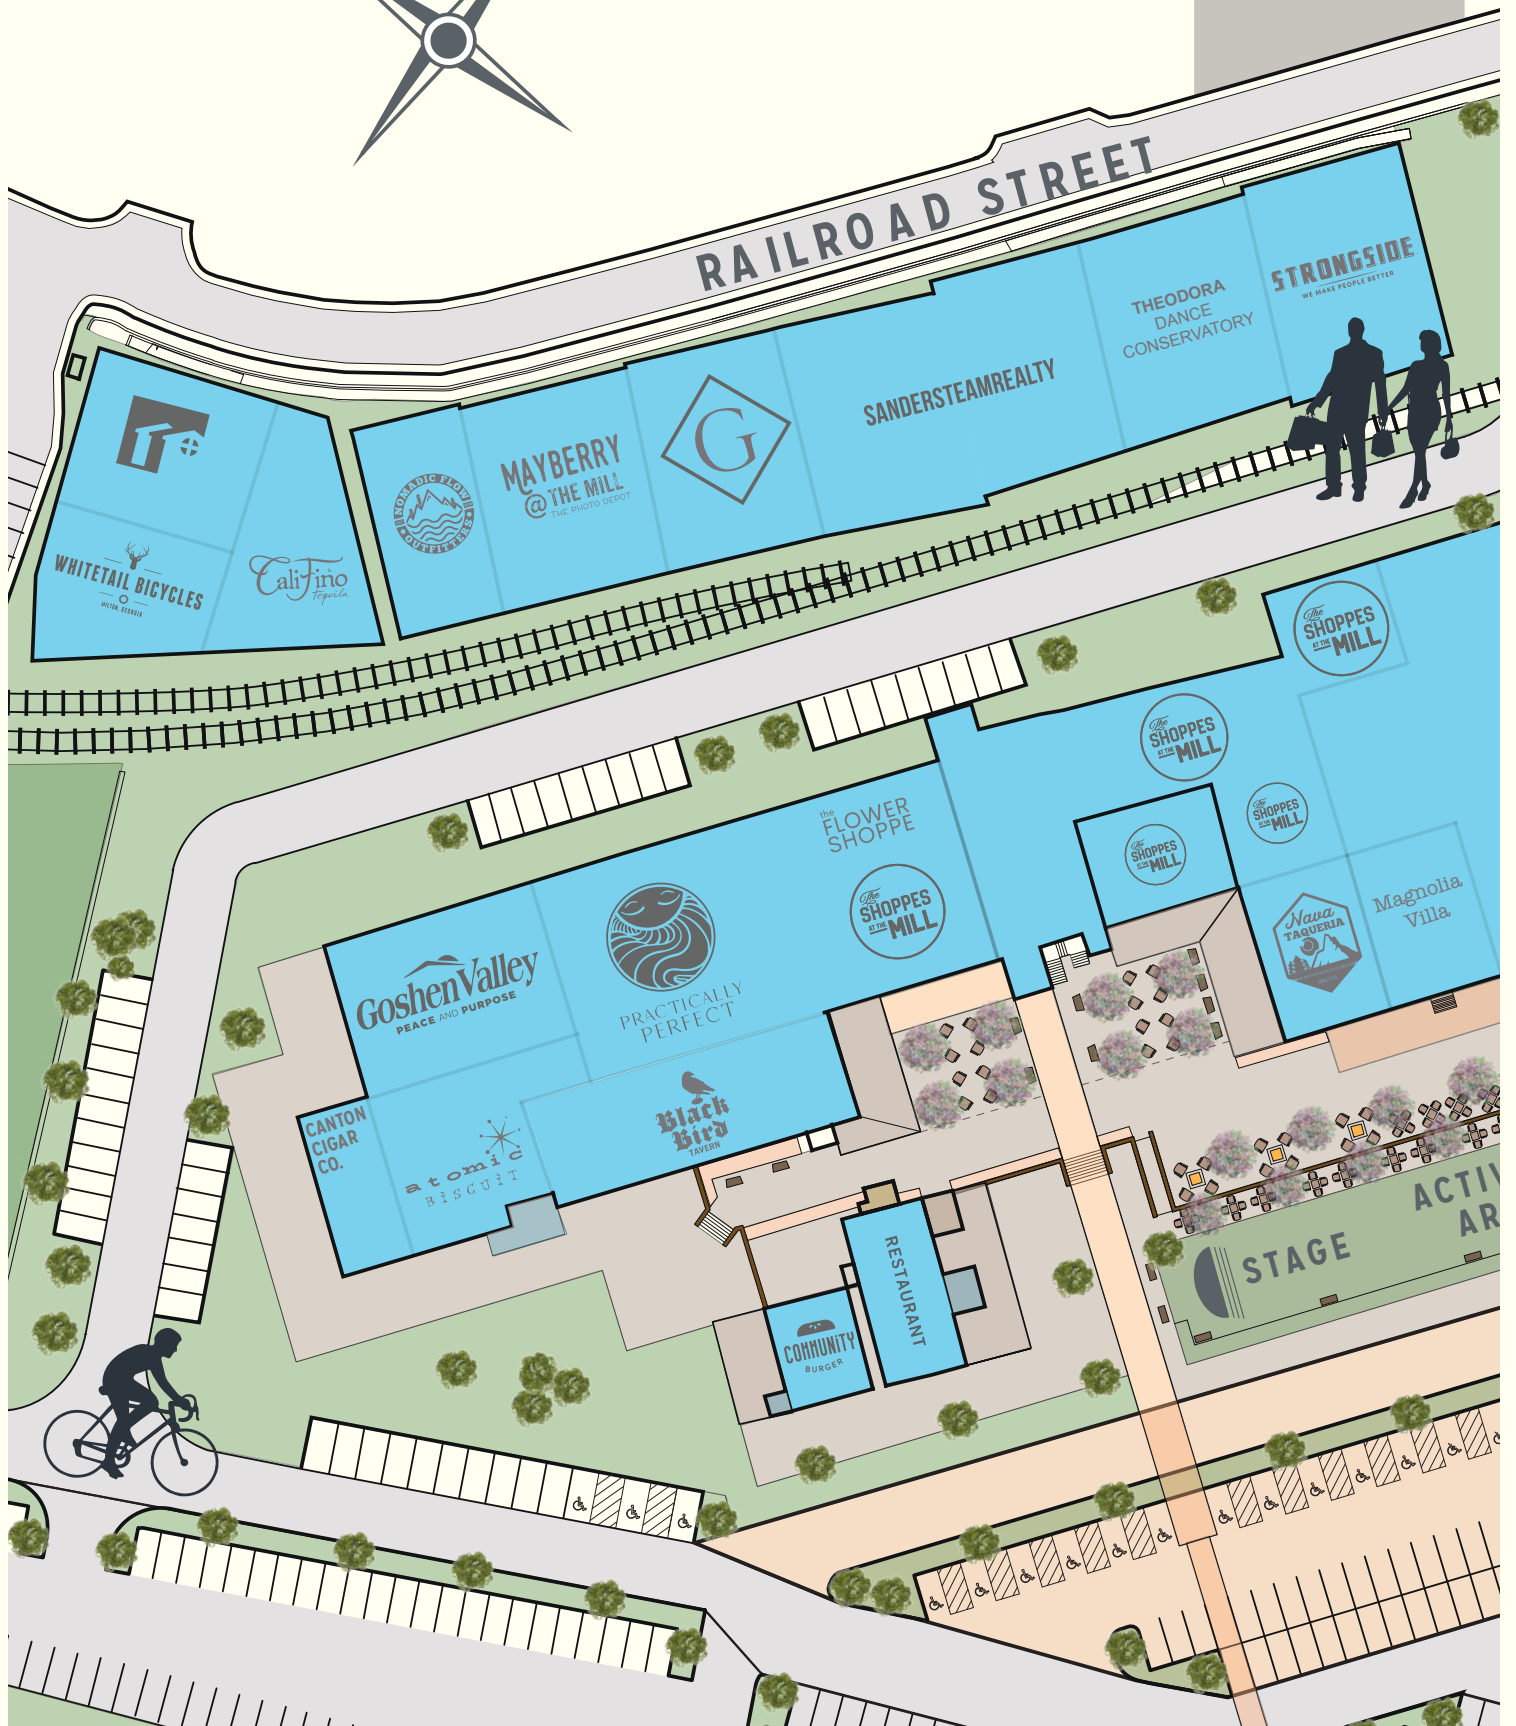 RAILROAD STREET
STRONGSIDE
WE MAKE PEOPLE BETTER
THEODORA
DANCE
CONSERVATORY
SANDERSTEAMREALTY
G
MAYBERRY
@ THE MILL
THE PHOTO DEPOT
NOMADIC FLOW
OUTFITTERS
WHITETAIL BICYCLES
MILTON, GEORGIA
CaliFino
Tequila
The
SHOPPES
AT THE MILL
The
SHOPPES
AT THE MILL
The
SHOPPES
AT THE MILL
The
SHOPPES
AT THE MILL
the
FLOWER
SHOPPE
The
SHOPPES
AT THE MILL
Nava
TAQUERIA
Magnolia
Villa
GoshenValley
PEACE AND PURPOSE
PRACTICALLY
PERFECT
CANTON
CIGAR
CO.
atomic
BISCUIT
Black
Bird
TAVERN
RESTAURANT
COMMUNITY
BURGER
STAGE
ACTIV
AR